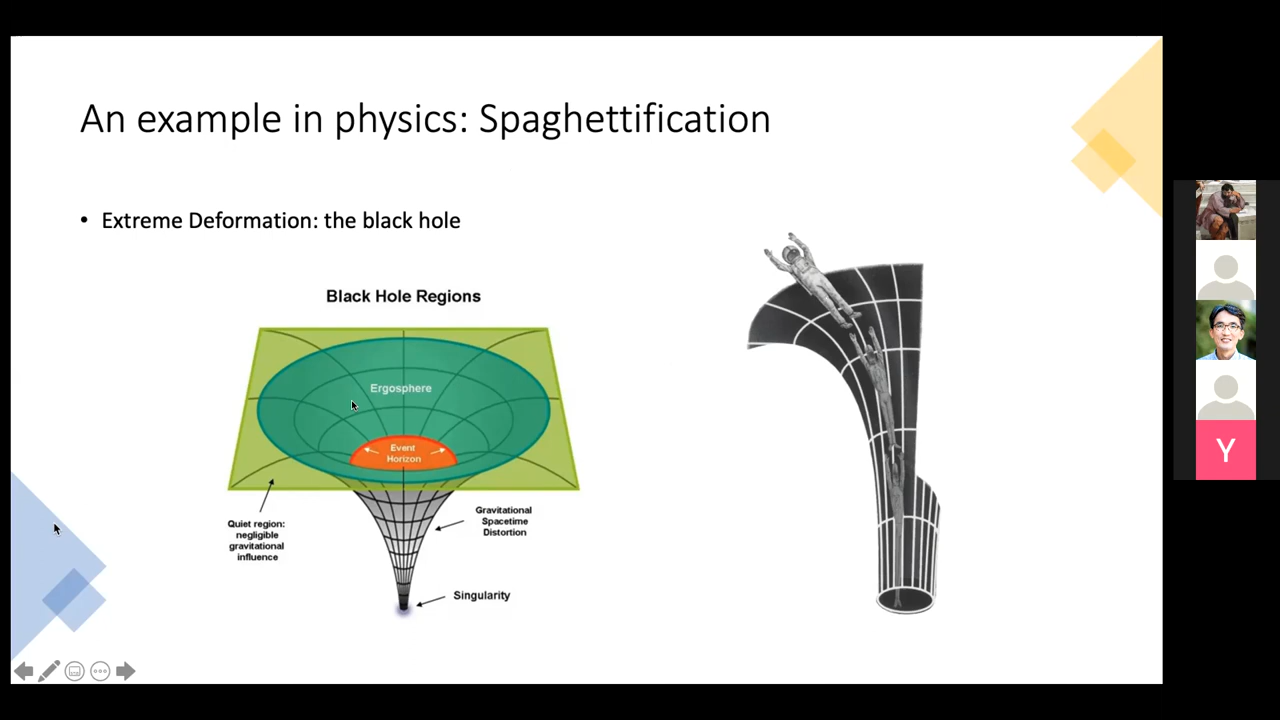 An example in physics: Spaghettification
• Extreme Deformation: the black hole
Black Hole Regions
Ergosphere
Event
Horizon
Quiet region:
negligible
gravitational
influence
Gravitational
Spacetime
Distortion
Singularity
Y